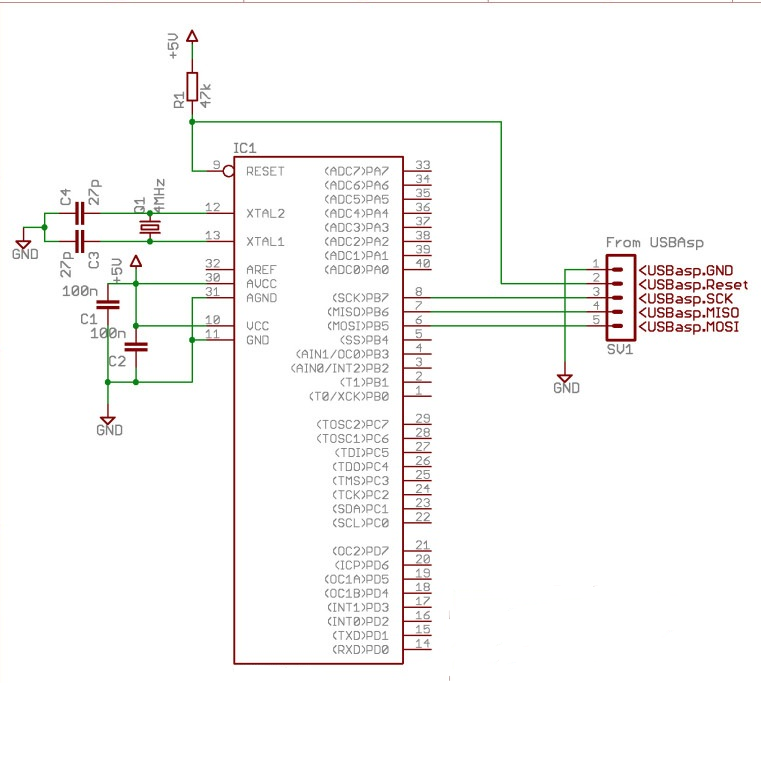 +5V
R1
47k
IC1
9 RESET
12 XTAL2
13 XTAL1
32 AREF
30 AVCC
31 AGND
10 VCC
11 GND
(ADC7)PA7 33
(ADC6)PA6 34
(ADC5)PA5 35
(ADC4)PA4 36
(ADC3)PA3 37
(ADC2)PA2 38
(ADC1)PA1 39
(ADC0)PA0 40
(SCK)PB7 8
(MISO)PB6 7
(MOSI)PB5 6
(SS)PB4 5
(AIN1/OC0)PB3 4
(AIN0/INT2)PB2 3
(T1)PB1 2
(T0/XCK)PB0 1
(TOSC2)PC7 29
(TOSC1)PC6 28
(TDI)PC5 27
(TDO)PC4 26
(TMS)PC3 25
(TCK)PC2 24
(SDA)PC1 23
(SCL)PC0 22
(OC2)PD7 21
(ICP)PD6 20
(OC1A)PD5 19
(OC1B)PD4 18
(INT1)PD3 17
(INT0)PD2 16
(TXD)PD1 15
(RXD)PD0 14
C4
27p
Q1
4MHz
GND
27p
C3
+5V
100n
C1
100n
C2
GND
From USBAsp
1 <USBasp.GND
2 <USBasp.Reset
3 <USBasp.SCK
4 <USBasp.MISO
5 <USBasp.MOSI
SV1
GND